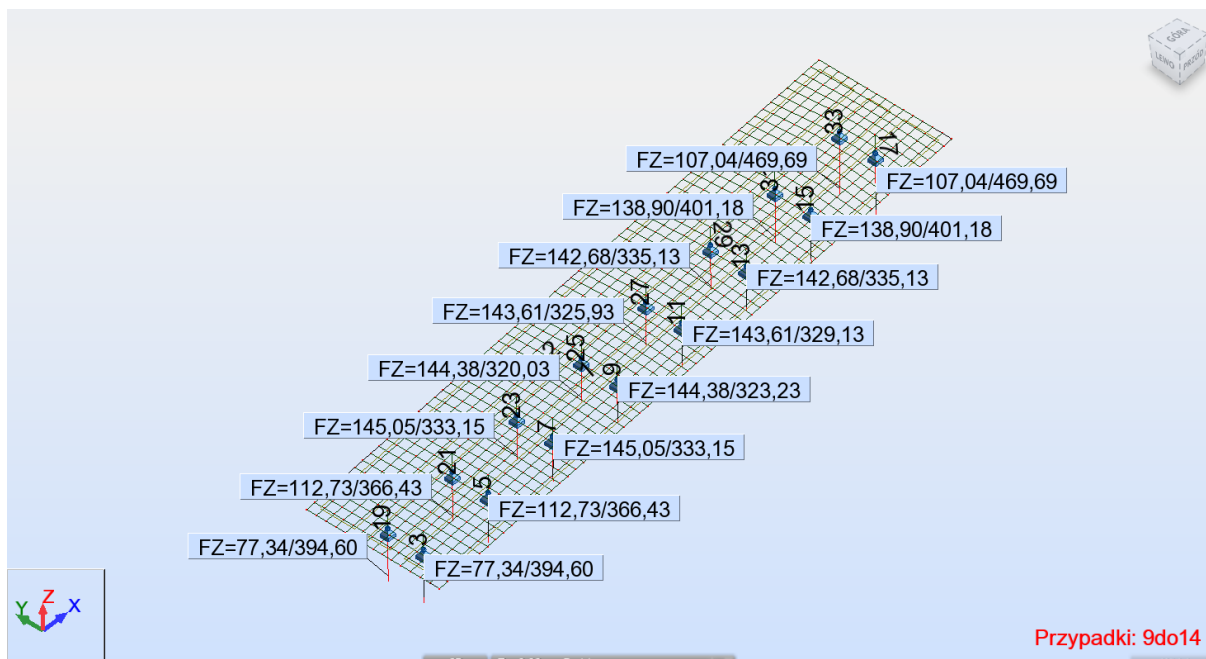 GÓRA
LEWO
PRZÓD
33
17
FZ=107,04/469,69
FZ=107,04/469,69
3
15
FZ=138,90/401,18
FZ=138,90/401,18
29
13
FZ=142,68/335,13
FZ=142,68/335,13
27
11
FZ=143,61/325,93
FZ=143,61/329,13
25
9
FZ=144,38/320,03
FZ=144,38/323,23
23
7
FZ=145,05/333,15
FZ=145,05/333,15
21
5
FZ=112,73/366,43
FZ=112,73/366,43
19
3
FZ=77,34/394,60
FZ=77,34/394,60
Z
Y
X
Przypadki: 9do14